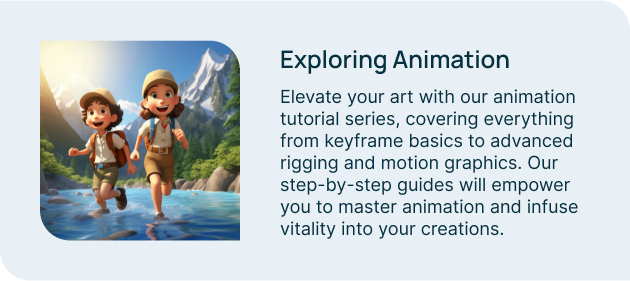 Exploring Animation
Elevate your art with our animation
tutorial series, covering everything
from keyframe basics to advanced
rigging and motion graphics. Our
step-by-step guides will empower
you to master animation and infuse
vitality into your creations.